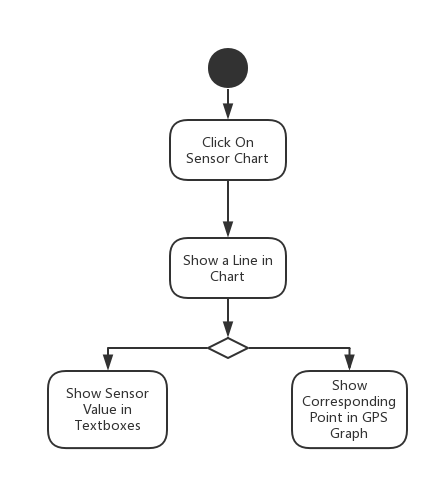 Click On
Sensor Chart
Show a Line in
Chart
Show Sensor
Value in
Textboxes
Show
Corresponding
Point in GPS
Graph